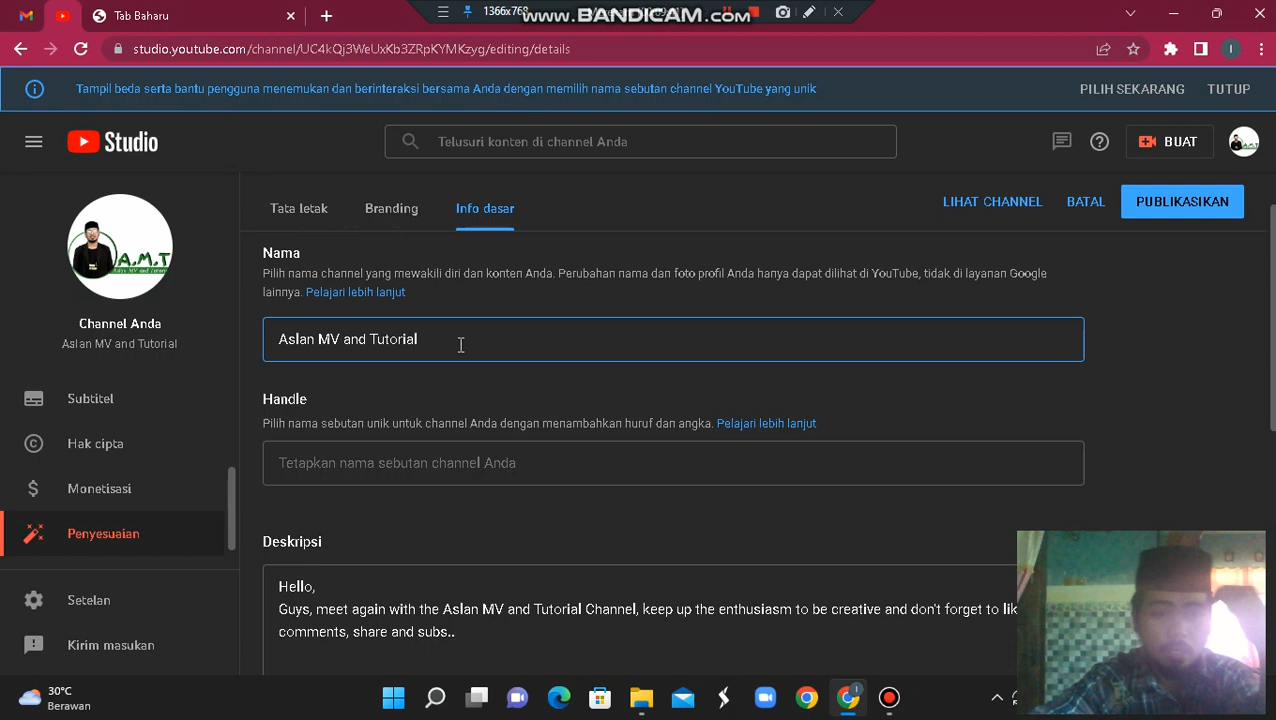 Tab Baharu
1366x768
www.BANDICAM.com
studio.youtube.com/channel/UC4kQj3WeUxKb3ZRpKYMKzyg/editing/details
I
Tampil beda serta bantu pengguna menemukan dan berinteraksi bersama Anda dengan memilih nama sebutan channel YouTube yang unik
PILIH SEKARANG
TUTUP
Studio
Telusuri konten di channel Anda
BUAT
Tata letak
Branding
Info dasar
LIHAT CHANNEL
BATAL
PUBLIKASIKAN
A.M.T
Channel Anda
Aslan MV and Tutorial
Subtitel
Hak cipta
Monetisasi
Penyesuaian
Setelan
Kirim masukan
Nama
Pilih nama channel yang mewakili diri dan konten Anda. Perubahan nama dan foto profil Anda hanya dapat dilihat di YouTube, tidak di layanan Google
lainnya. Pelajari lebih lanjut
Aslan MV and Tutorial
Handle
Pilih nama sebutan unik untuk channel Anda dengan menambahkan huruf dan angka. Pelajari lebih lanjut
Tetapkan nama sebutan channel Anda
Deskripsi
Hello,
Guys, meet again with the Aslan MV and Tutorial Channel, keep up the enthusiasm to be creative and don't forget to lik
comments, share and subs..
30°C
Berawan